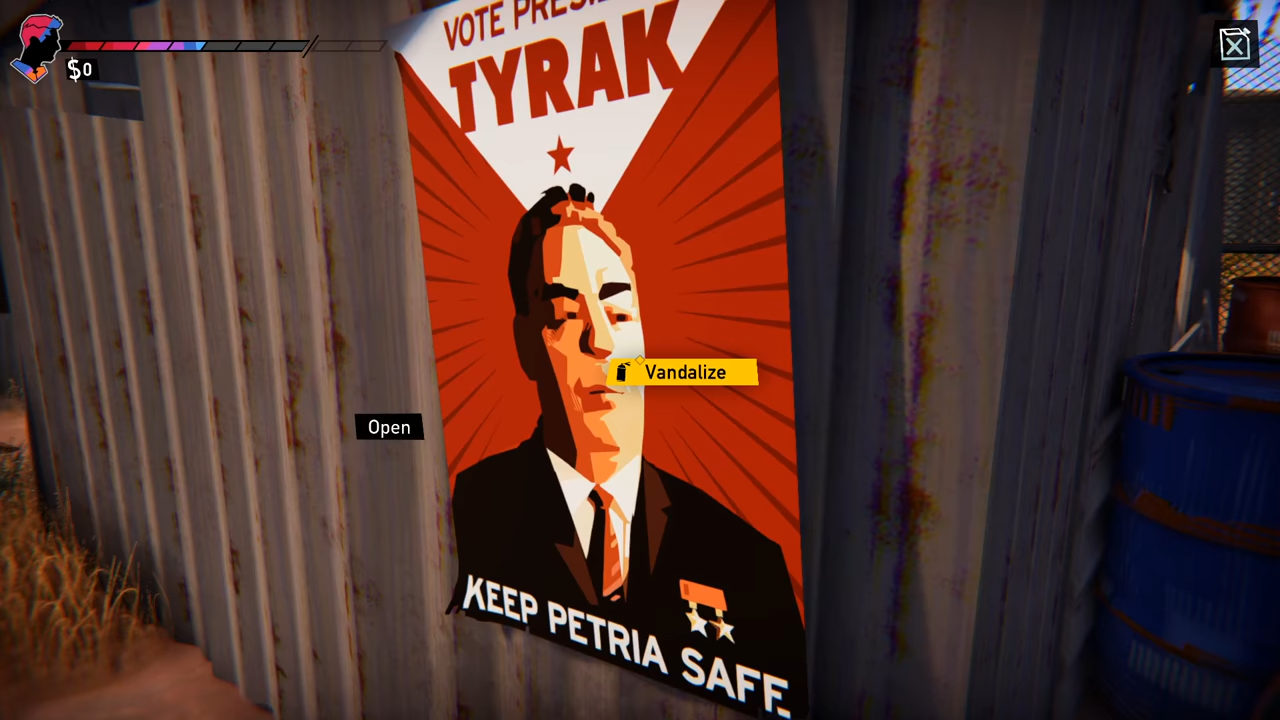 $0
VOTE PRESI
TYRAK
Vandalize
Open
KEEP PETRIA SAFE